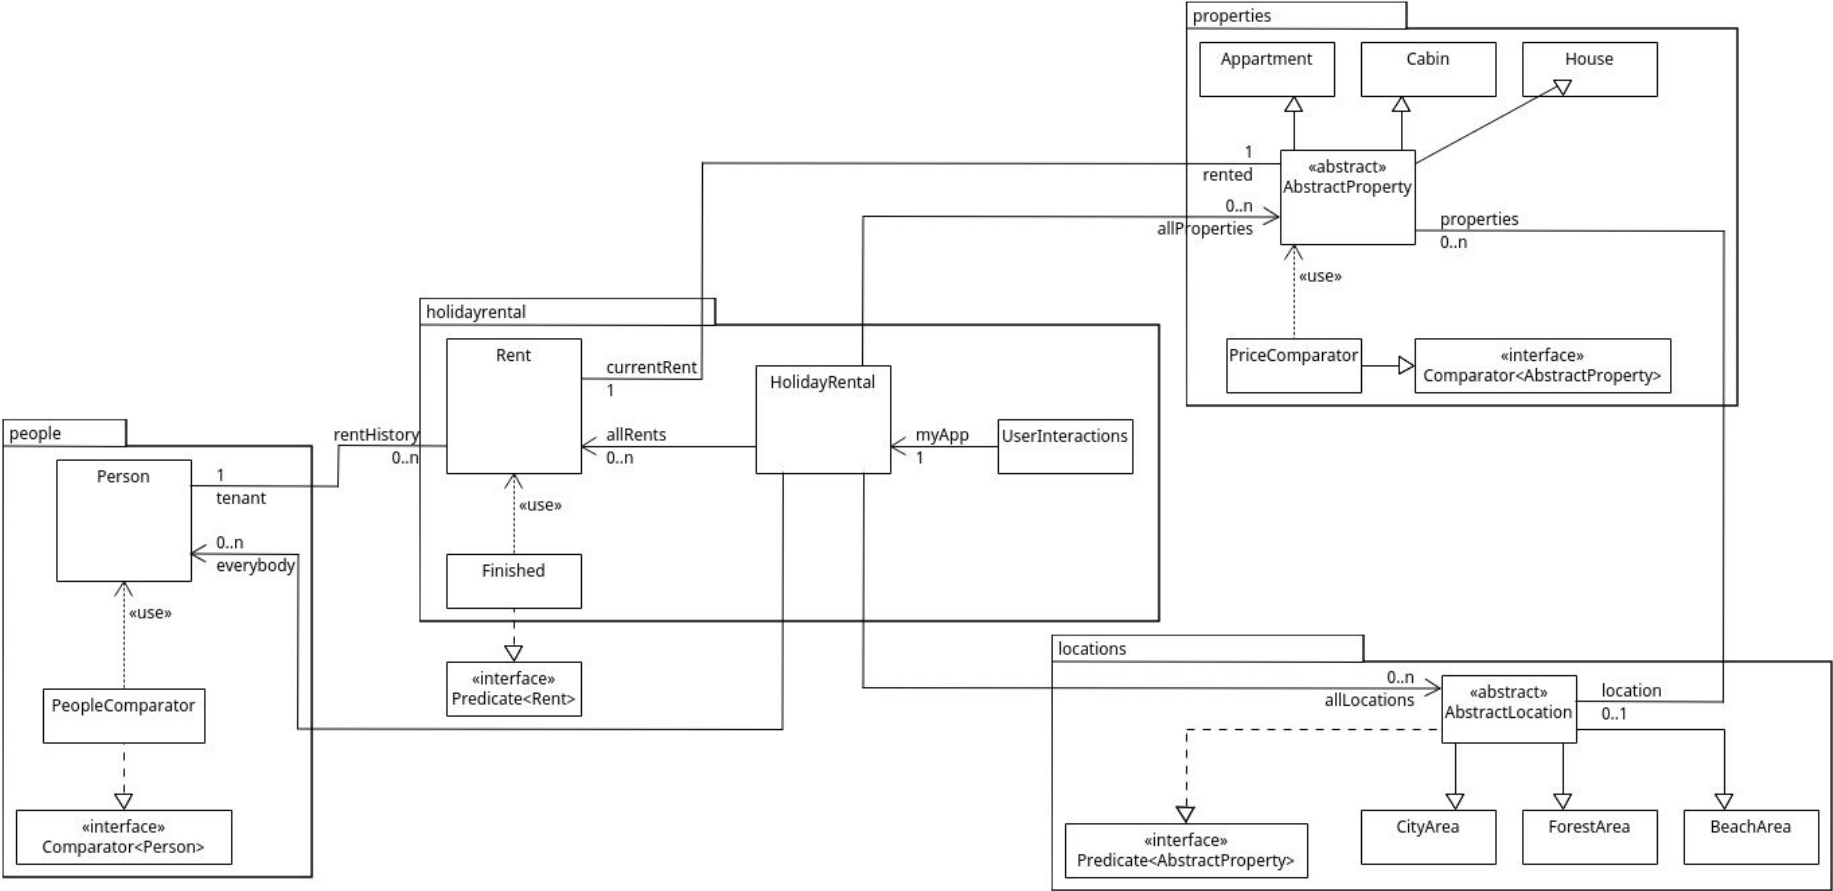 properties
Appartment
Cabin
House
«abstract»
AbstractProperty
1
rented
0..n
allProperties
properties
0..n
«use»
PriceComparator
«interface»
Comparator<AbstractProperty>
holidayrental
Rent
currentRent
1
HolidayRental
allRents
0..n
myApp
1
UserInteractions
rentHistory
0..n
«use»
Finished
«interface»
Predicate<Rent>
people
Person
1
tenant
0..n
everybody
«use»
PeopleComparator
«interface»
Comparator<Person>
locations
0..n
allLocations
«abstract»
AbstractLocation
location
0..1
«interface»
Predicate<AbstractProperty>
CityArea
ForestArea
BeachArea